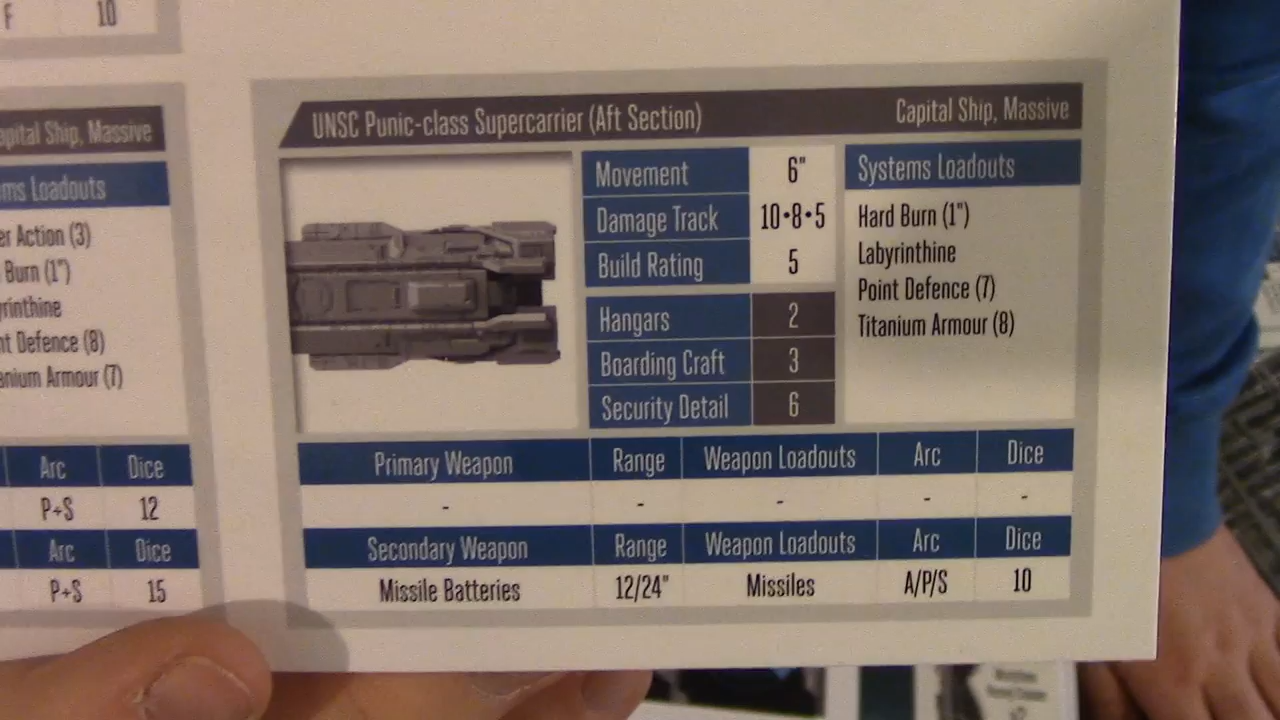 F 10
apital Ship, Massive
ms Loadouts
er Action (3)
Burn (1")
yrinthine
nt Defence (8)
anium Armour (7)
Arc Dice
P+S 12
Arc Dice
P+S 15
UNSC Punic-class Supercarrier (Aft Section) Capital Ship, Massive
Movement 6"
Damage Track 10•8•5
Build Rating 5
Hangars 2
Boarding Craft 3
Security Detail 6
Systems Loadouts
Hard Burn (1")
Labyrinthine
Point Defence (7)
Titanium Armour (8)
Primary Weapon Range Weapon Loadouts Arc Dice
- - - - -
Secondary Weapon Range Weapon Loadouts Arc Dice
Missile Batteries 12/24" Missiles A/P/S 10